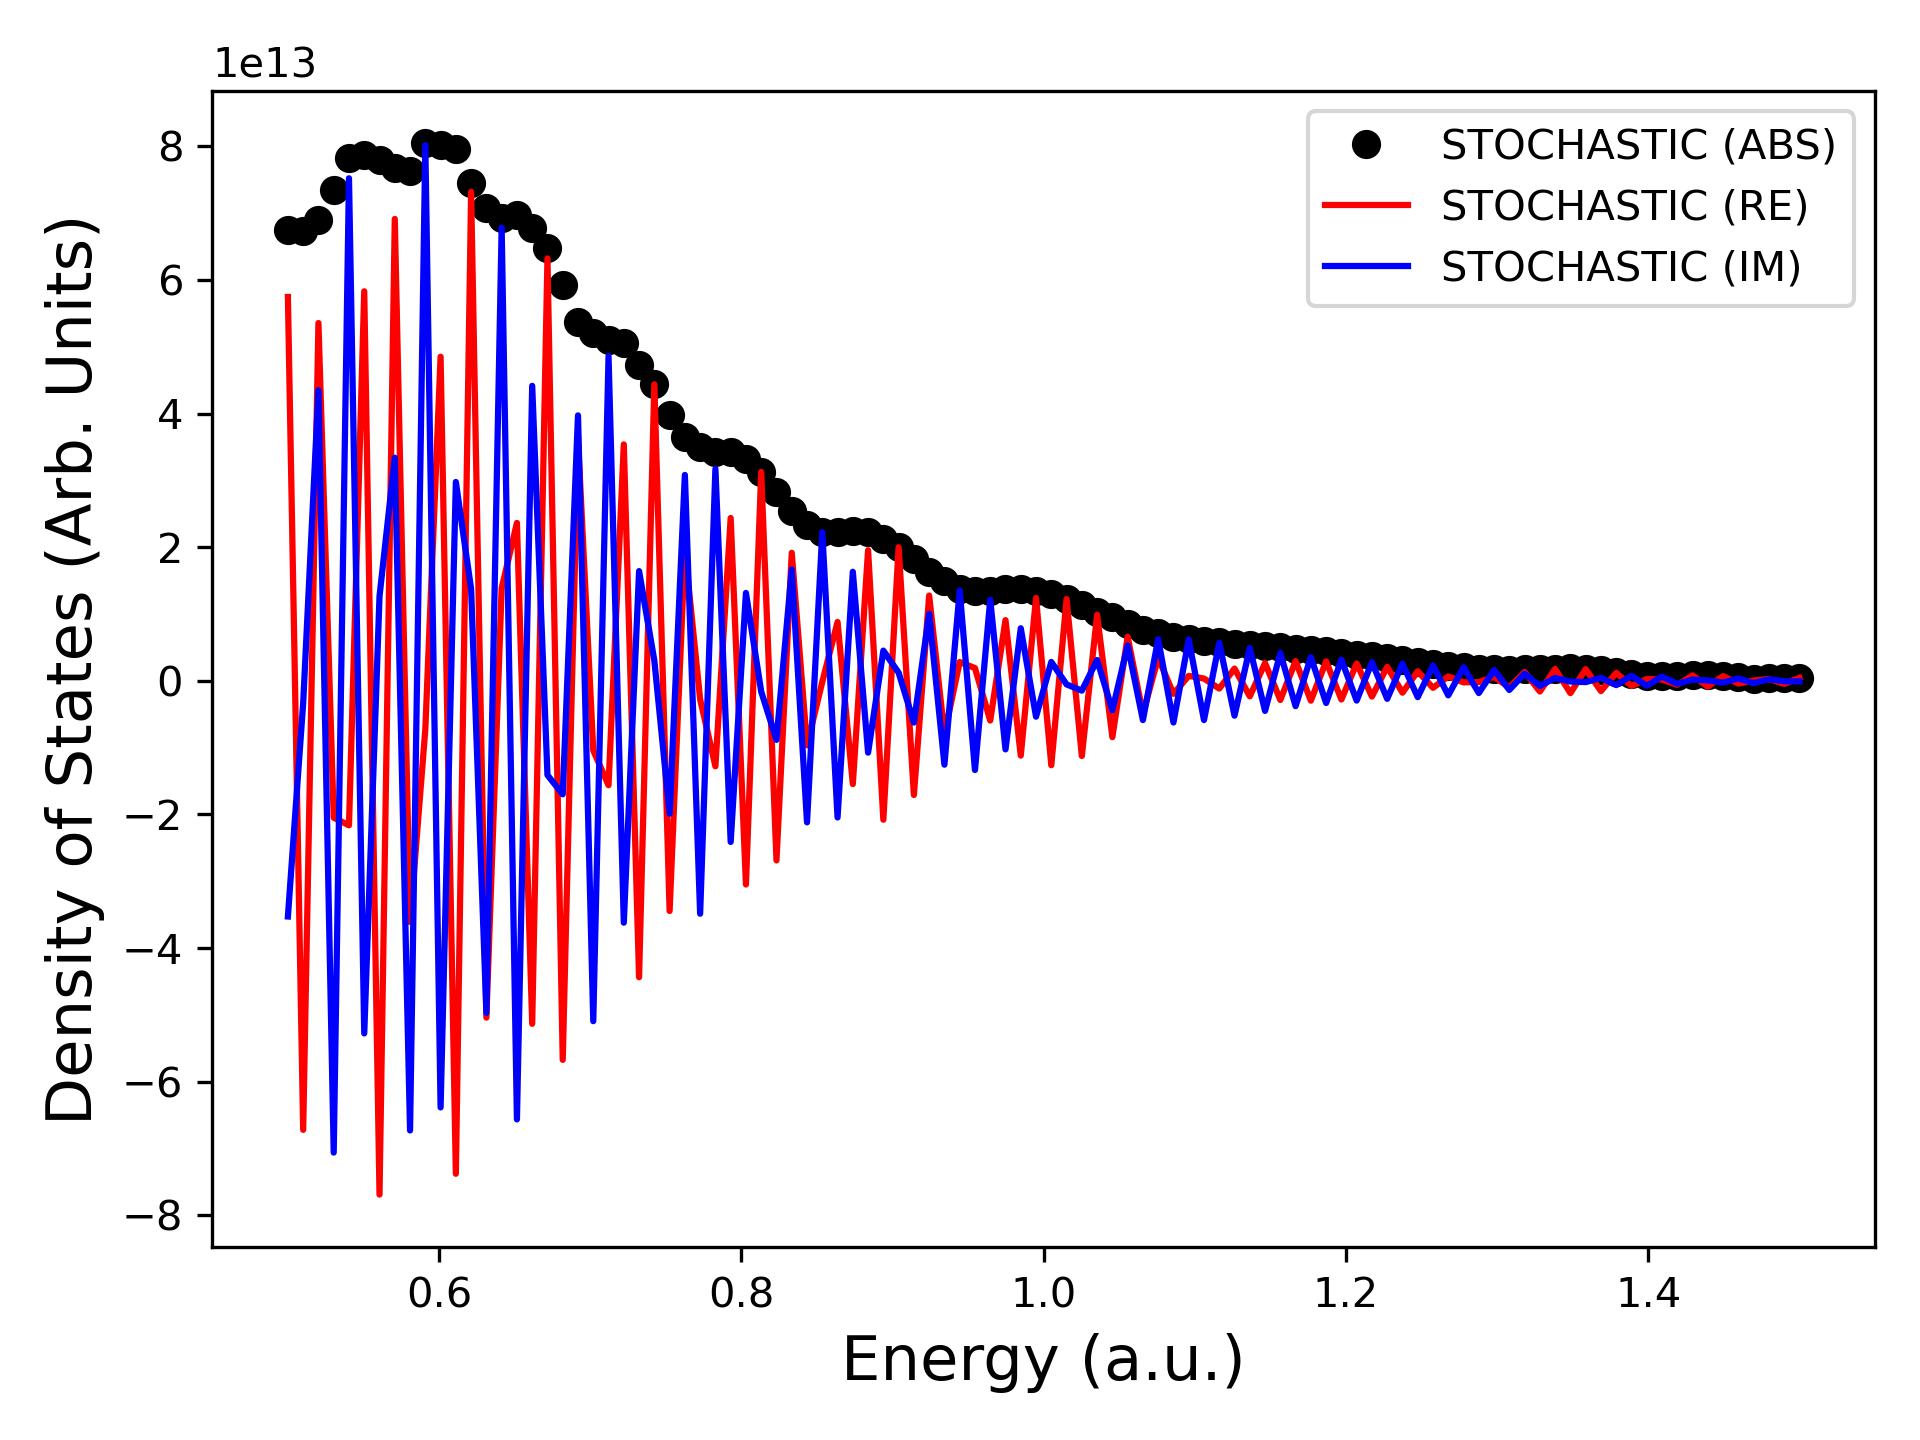 1e13
8
6
4
2
0
−2
−4
−6
−8
Density of States (Arb. Units)
STOCHASTIC (ABS)
STOCHASTIC (RE)
STOCHASTIC (IM)
0.6 0.8 1.0 1.2 1.4
Energy (a.u.)